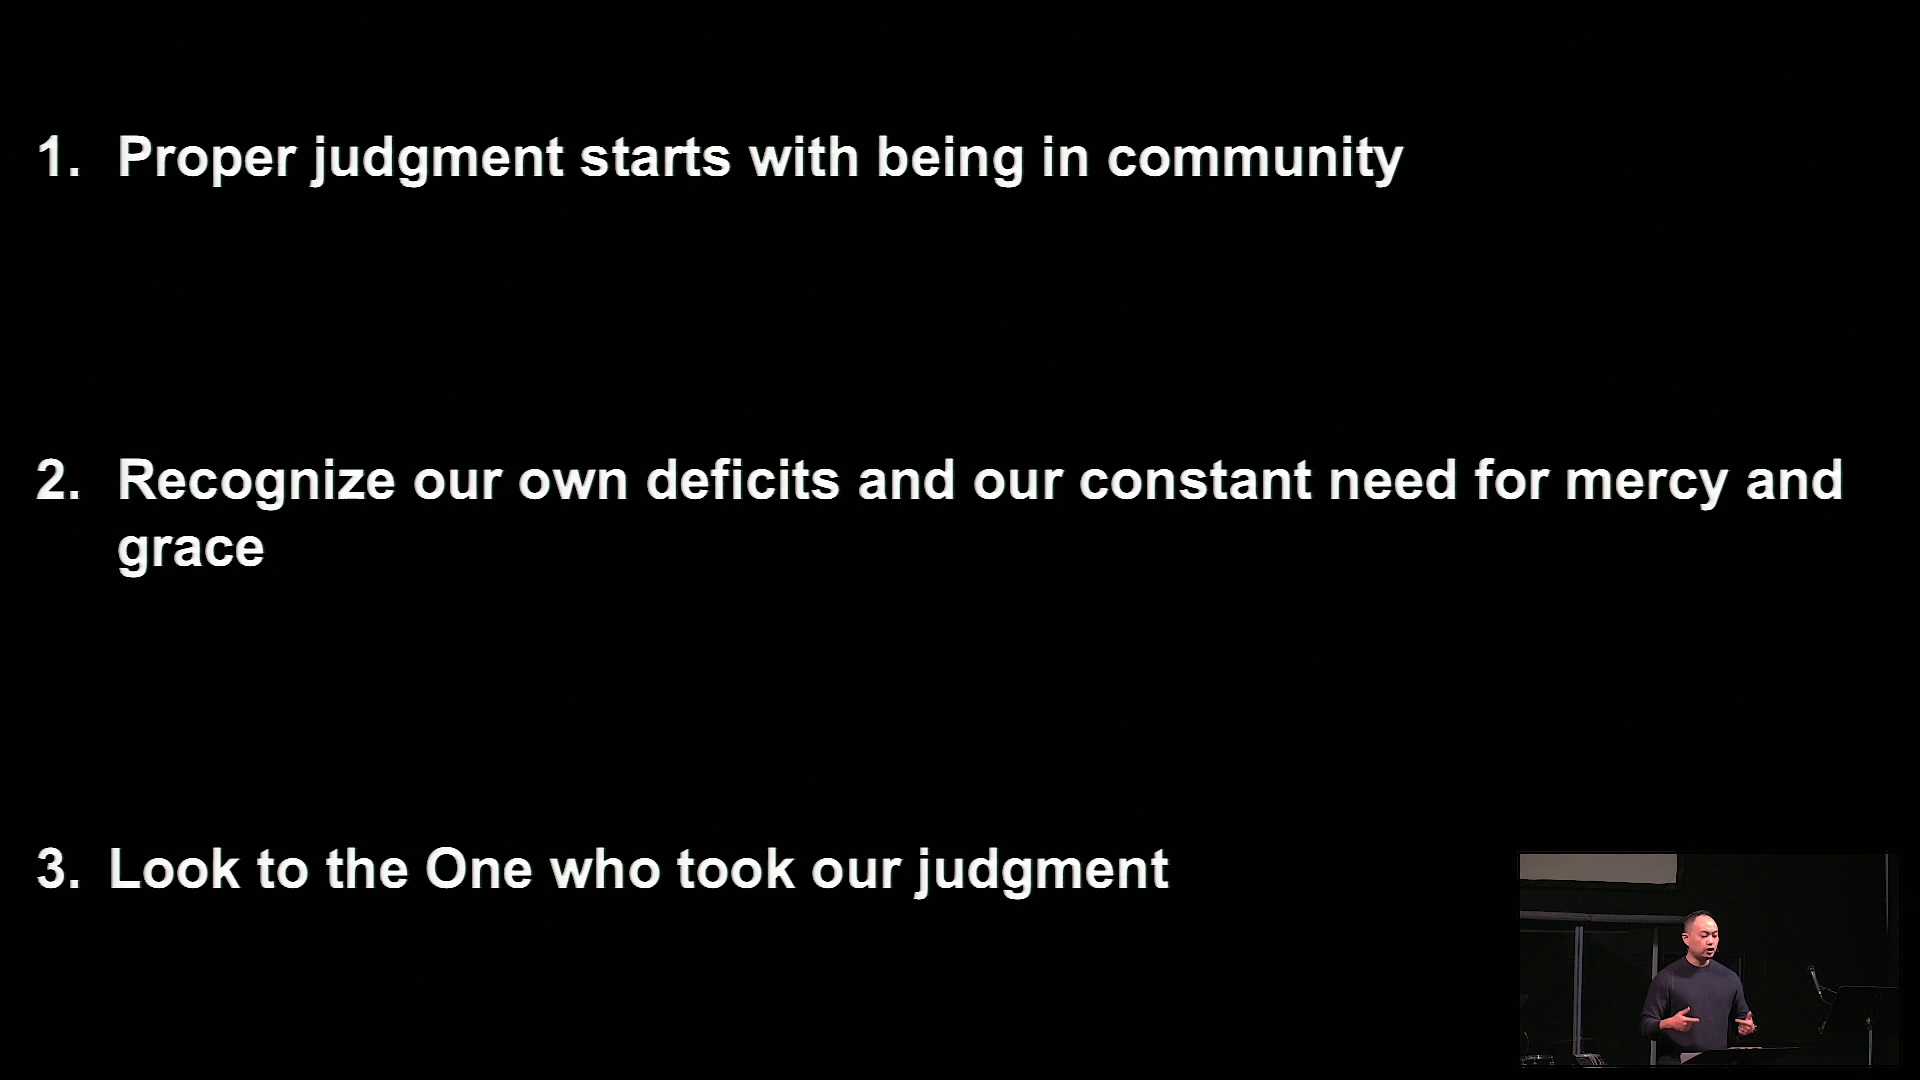 1. Proper judgment starts with being in community
2. Recognize our own deficits and our constant need for mercy and
grace
3. Look to the One who took our judgment